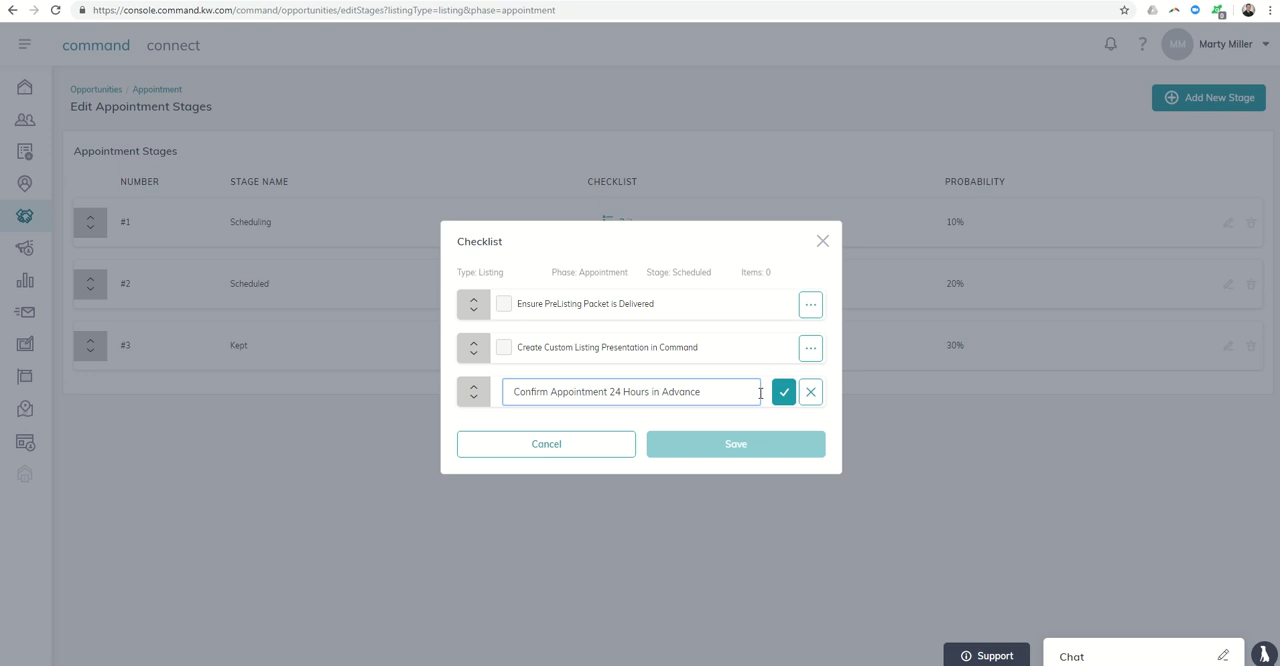 https://console.command.kw.com/command/opportunities/editStages?listingType=listing&phase=appointment
command connect
MM Marty Miller
Opportunities / Appointment
Edit Appointment Stages
Add New Stage
Appointment Stages
NUMBER STAGE NAME CHECKLIST PROBABILITY
#1 Scheduling 10%
#2 Scheduled 20%
#3 Kept 30%
Checklist
Type: Listing Phase: Appointment Stage: Scheduled Items: 0
Ensure PreListing Packet is Delivered
Create Custom Listing Presentation in Command
Confirm Appointment 24 Hours in Advance
Cancel Save
Support
Chat